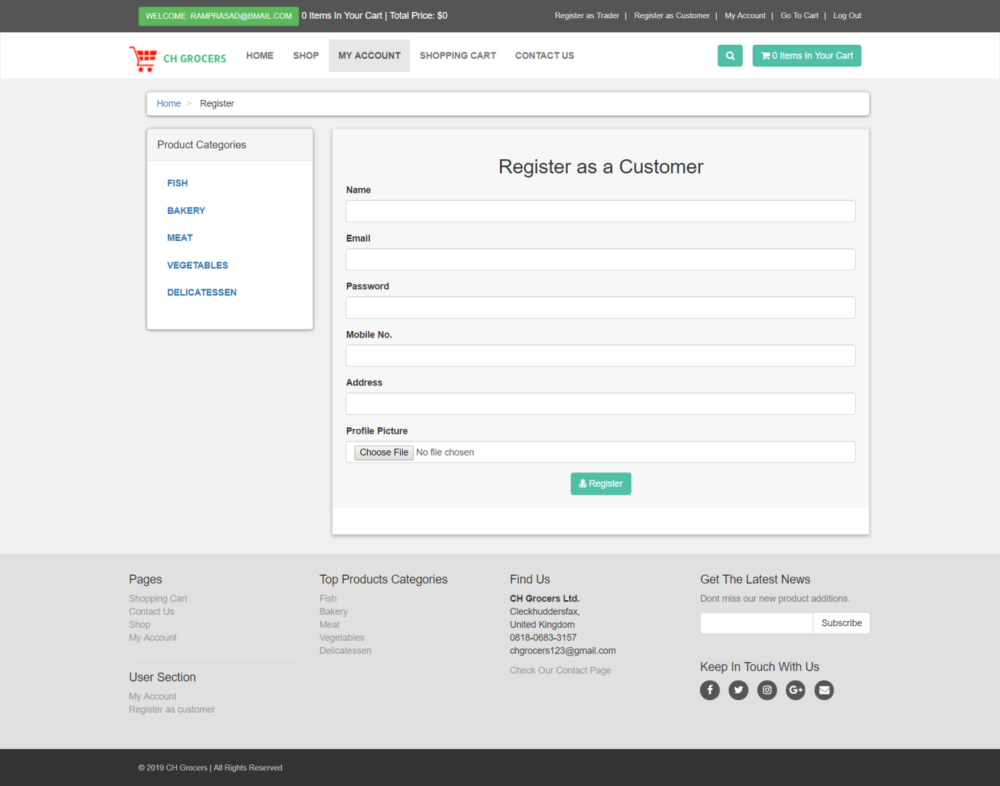 WELCOME: RAMPRASAD@BMAIL.COM 0 Items In Your Cart | Total Price: $0
Register as Trader | Register as Customer | My Account | Go To Cart | Log Out
CH GROCERS HOME SHOP MY ACCOUNT SHOPPING CART CONTACT US 0 Items In Your Cart
Home > Register
Product Categories
FISH
BAKERY
MEAT
VEGETABLES
DELICATESSEN
Register as a Customer
Name
Email
Password
Mobile No.
Address
Profile Picture
Choose File No file chosen
Register
Pages
Shopping Cart
Contact Us
Shop
My Account
User Section
My Account
Register as customer
Top Products Categories
Fish
Bakery
Meat
Vegetables
Delicatessen
Find Us
CH Grocers Ltd.
Cleckhuddersfax,
United Kingdom
0818-0683-3157
chgrocers123@gmail.com
Check Our Contact Page
Get The Latest News
Dont miss our new product additions.
Subscribe
Keep In Touch With Us
© 2019 CH Grocers | All Rights Reserved